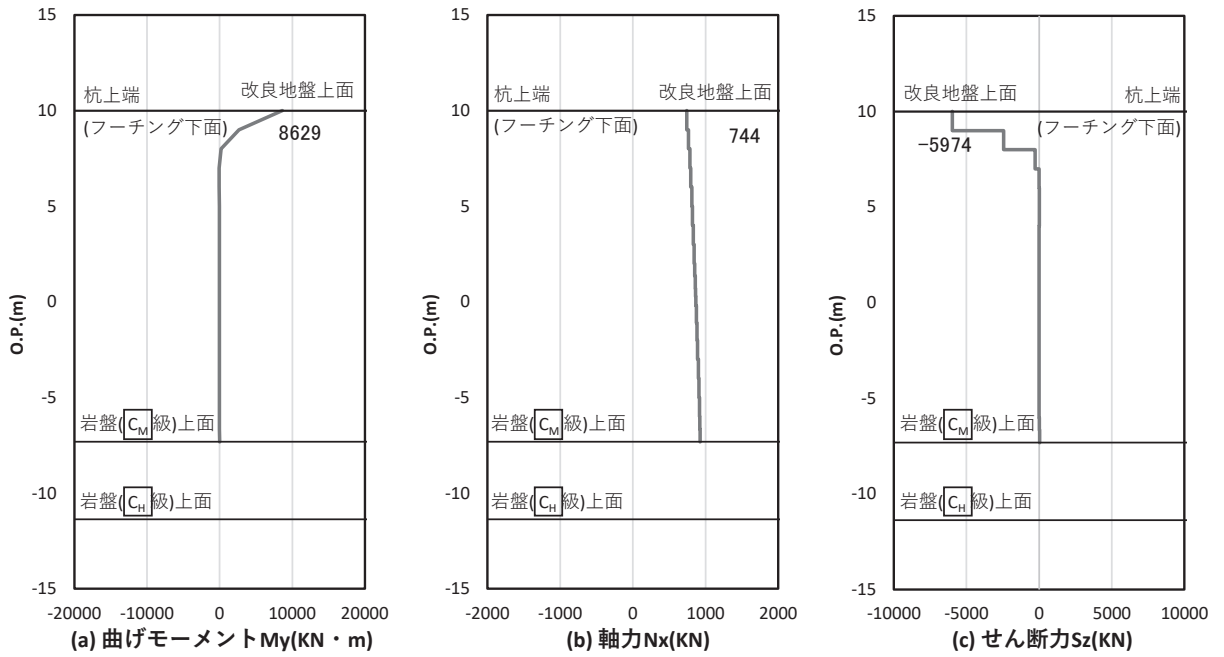 15
10
5
0
-5
-10
-15
O.P.(m)
杭上端
改良地盤上面
(フーチング下面)
8629
岩盤(CM級)上面
岩盤(CH級)上面
-20000 -10000 0 10000 20000
(a) 曲げモーメントMy(KN・m)
15
10
5
0
-5
-10
-15
O.P.(m)
杭上端
改良地盤上面
(フーチング下面)
744
岩盤(CM級)上面
岩盤(CH級)上面
-2000 -1000 0 1000 2000
(b) 軸力Nx(KN)
15
10
5
0
-5
-10
-15
O.P.(m)
改良地盤上面
杭上端
(フーチング下面)
-5974
岩盤(CM級)上面
岩盤(CH級)上面
-10000 -5000 0 5000 10000
(c) せん断力Sz(KN)